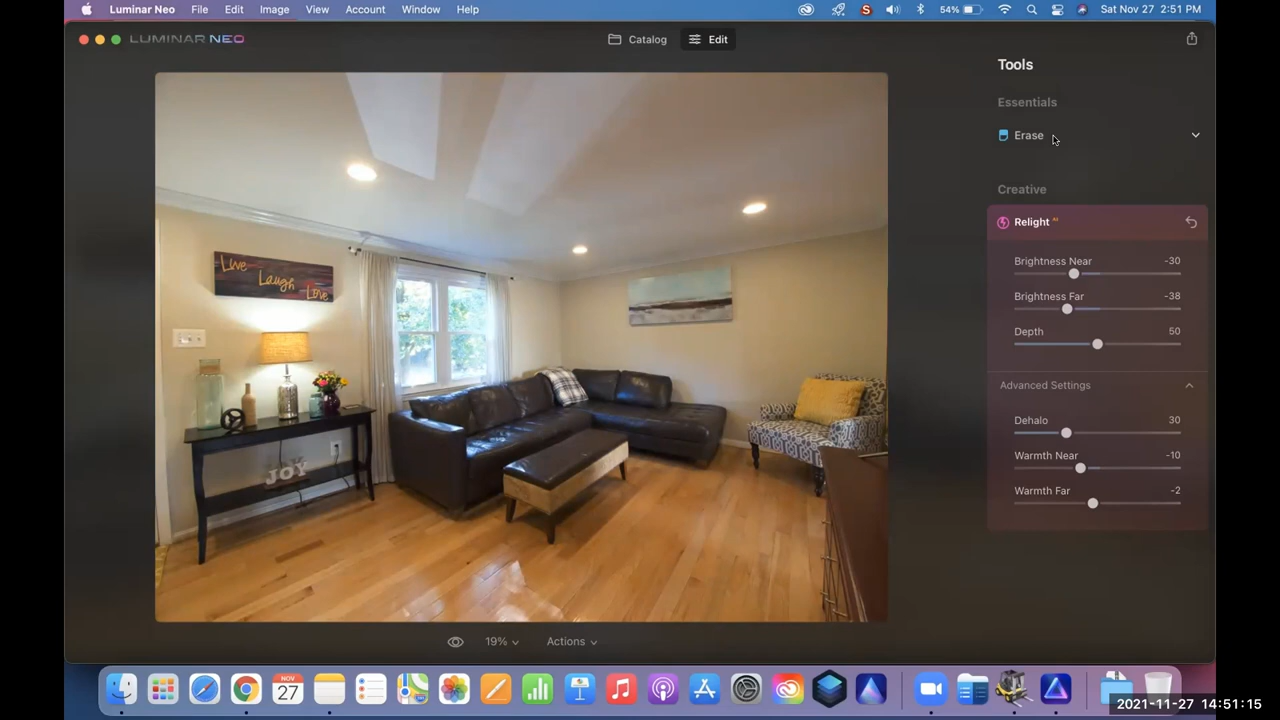 Luminar Neo File Edit Image View Account Window Help
S 54% Sat Nov 27 2:51 PM
LUMINAR NEO
Catalog Edit
Tools
Essentials
Erase
Creative
Relight AI
Brightness Near -30
Brightness Far -38
Depth 50
Advanced Settings
Dehalo 30
Warmth Near -10
Warmth Far -2
Live
Laugh
Love
JOY
19% Actions
NOV
27
2021-11-27 14:51:15